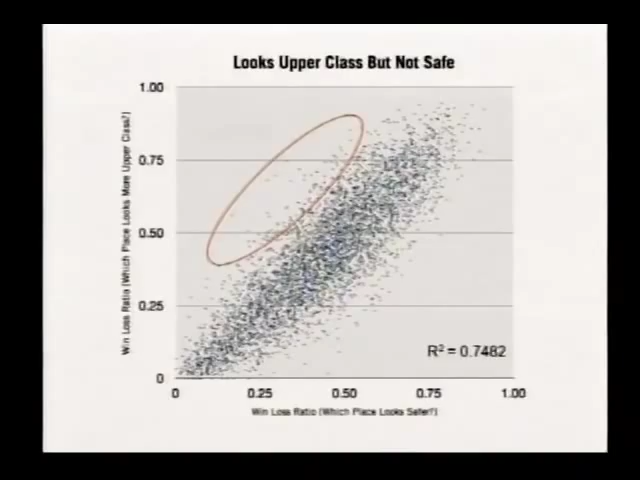 Looks Upper Class But Not Safe
1.00
0.75
0.50
0.25
0
Win Loss Ratio (Which Place Looks More Upper Class?)
R² = 0.7482
0
0.25
0.50
0.75
1.00
Win Loss Ratio (Which Place Looks Safer?)